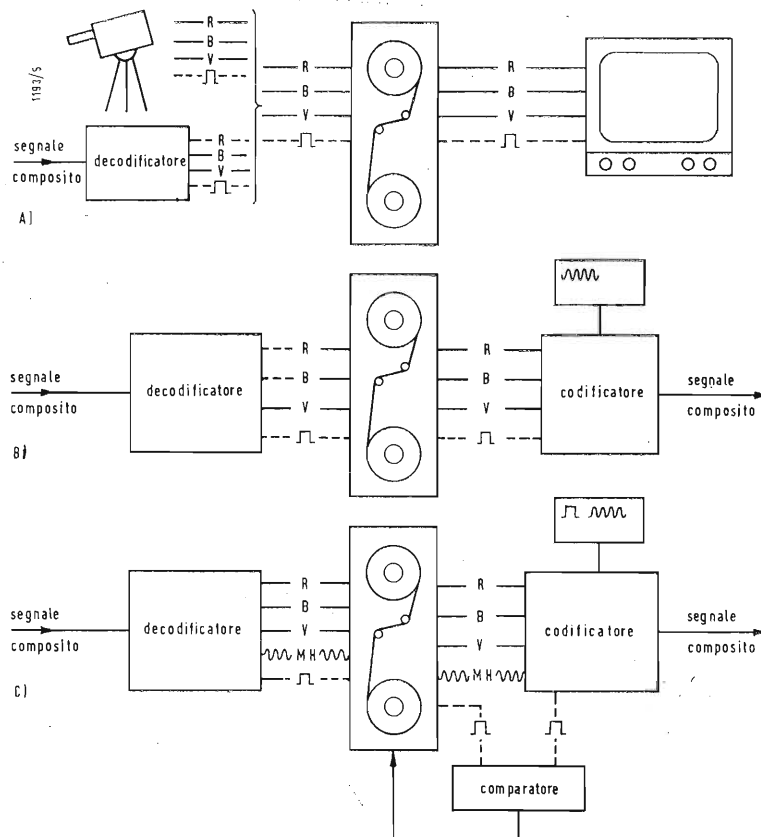 R
B
V
1193/S
R
B
V
R
B
V
segnale
composito
decodificatore
R
B
V
A)
segnale
composito
decodificatore
R
B
V
R
B
V
codificatore
segnale
composito
B)
segnale
composito
decodificatore
R
B
V
MH
R
B
V
MH
codificatore
segnale
composito
C)
comparatore